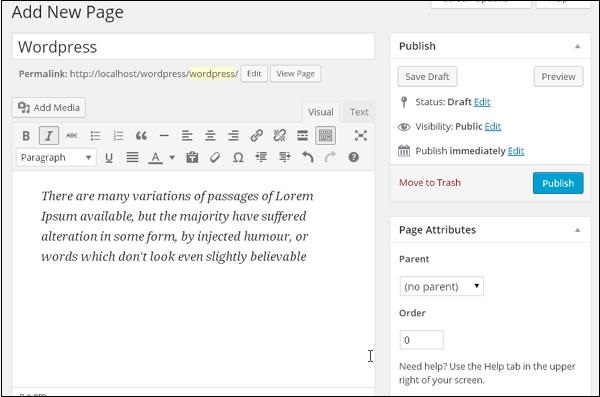 Add New Page
Wordpress
Permalink: http://localhost/wordpress/wordpress/ Edit View Page
Add Media
Visual Text
B I ABC
Paragraph U A Ω ?
There are many variations of passages of Lorem
Ipsum available, but the majority have suffered
alteration in some form, by injected humour, or
words which don't look even slightly believable
Publish
Save Draft Preview
Status: Draft Edit
Visibility: Public Edit
Publish immediately Edit
Move to Trash Publish
Page Attributes
Parent
(no parent)
Order
0
Need help? Use the Help tab in the upper
right of your screen.